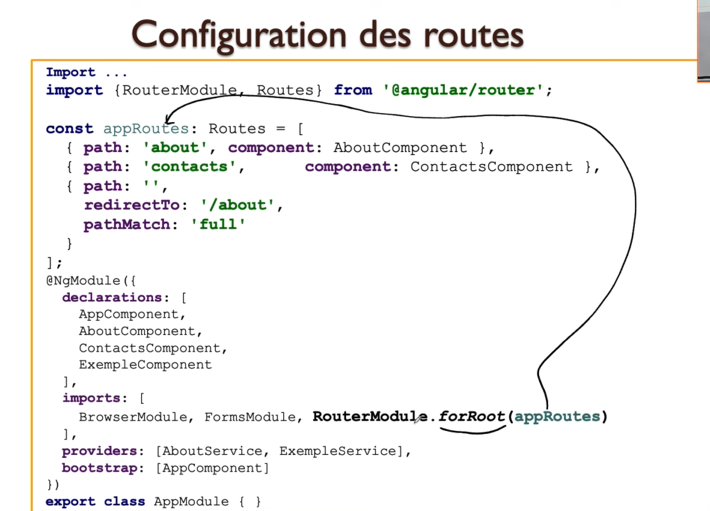 Configuration des routes
Import ...
import {RouterModule, Routes} from '@angular/router';
const appRoutes: Routes = [
{ path: 'about', component: AboutComponent },
{ path: 'contacts', component: ContactsComponent },
{ path: '',
redirectTo: '/about',
pathMatch: 'full'
}
];
@NgModule({
declarations: [
AppComponent,
AboutComponent,
ContactsComponent,
ExempleComponent
],
imports: [
BrowserModule, FormsModule, RouterModule.forRoot(appRoutes)
],
providers: [AboutService, ExempleService],
bootstrap: [AppComponent]
})
export class AppModule { }